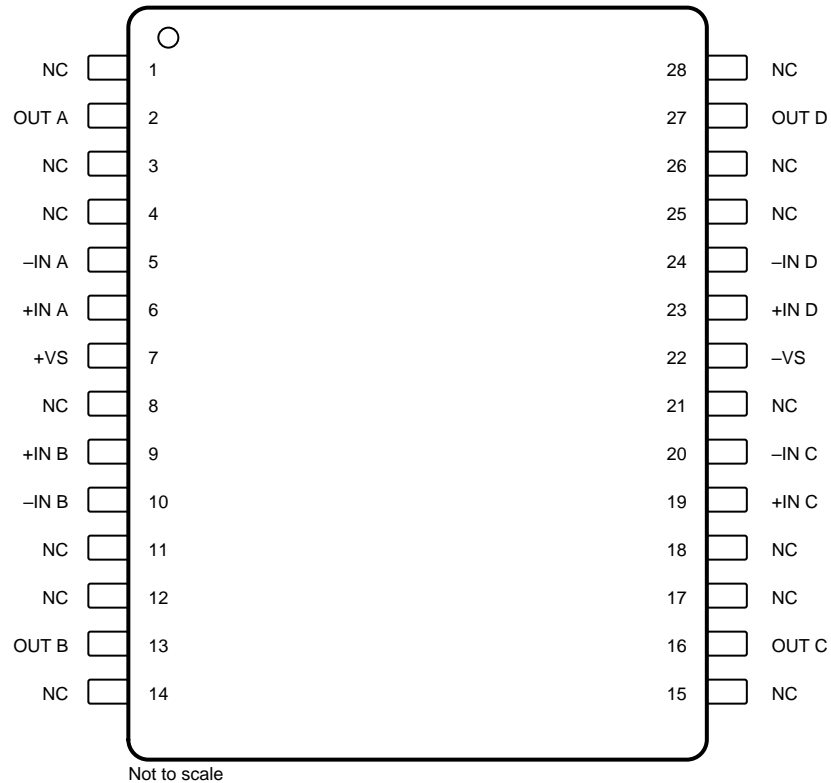 NC 1 28 NC
OUT A 2 27 OUT D
NC 3 26 NC
NC 4 25 NC
–IN A 5 24 –IN D
+IN A 6 23 +IN D
+VS 7 22 –VS
NC 8 21 NC
+IN B 9 20 –IN C
–IN B 10 19 +IN C
NC 11 18 NC
NC 12 17 NC
OUT B 13 16 OUT C
NC 14 15 NC
Not to scale